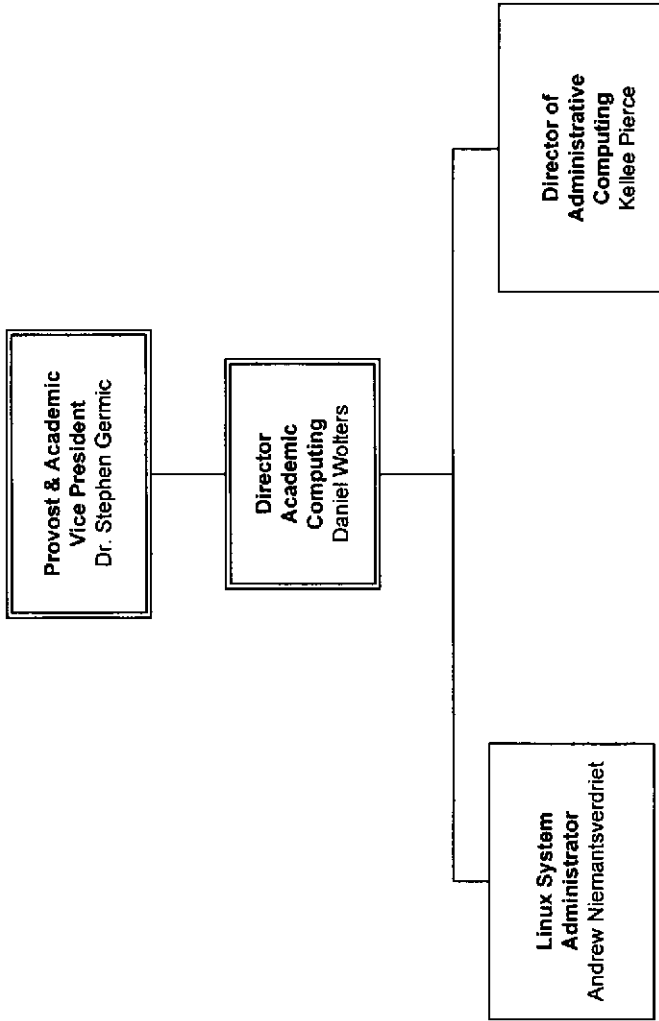 Provost & Academic
Vice President
Dr. Stephen Germic
Director
Academic
Computing
Daniel Wolters
Linux System
Administrator
Andrew Niemantsverdriet
Director of
Administrative
Computing
Kellee Pierce